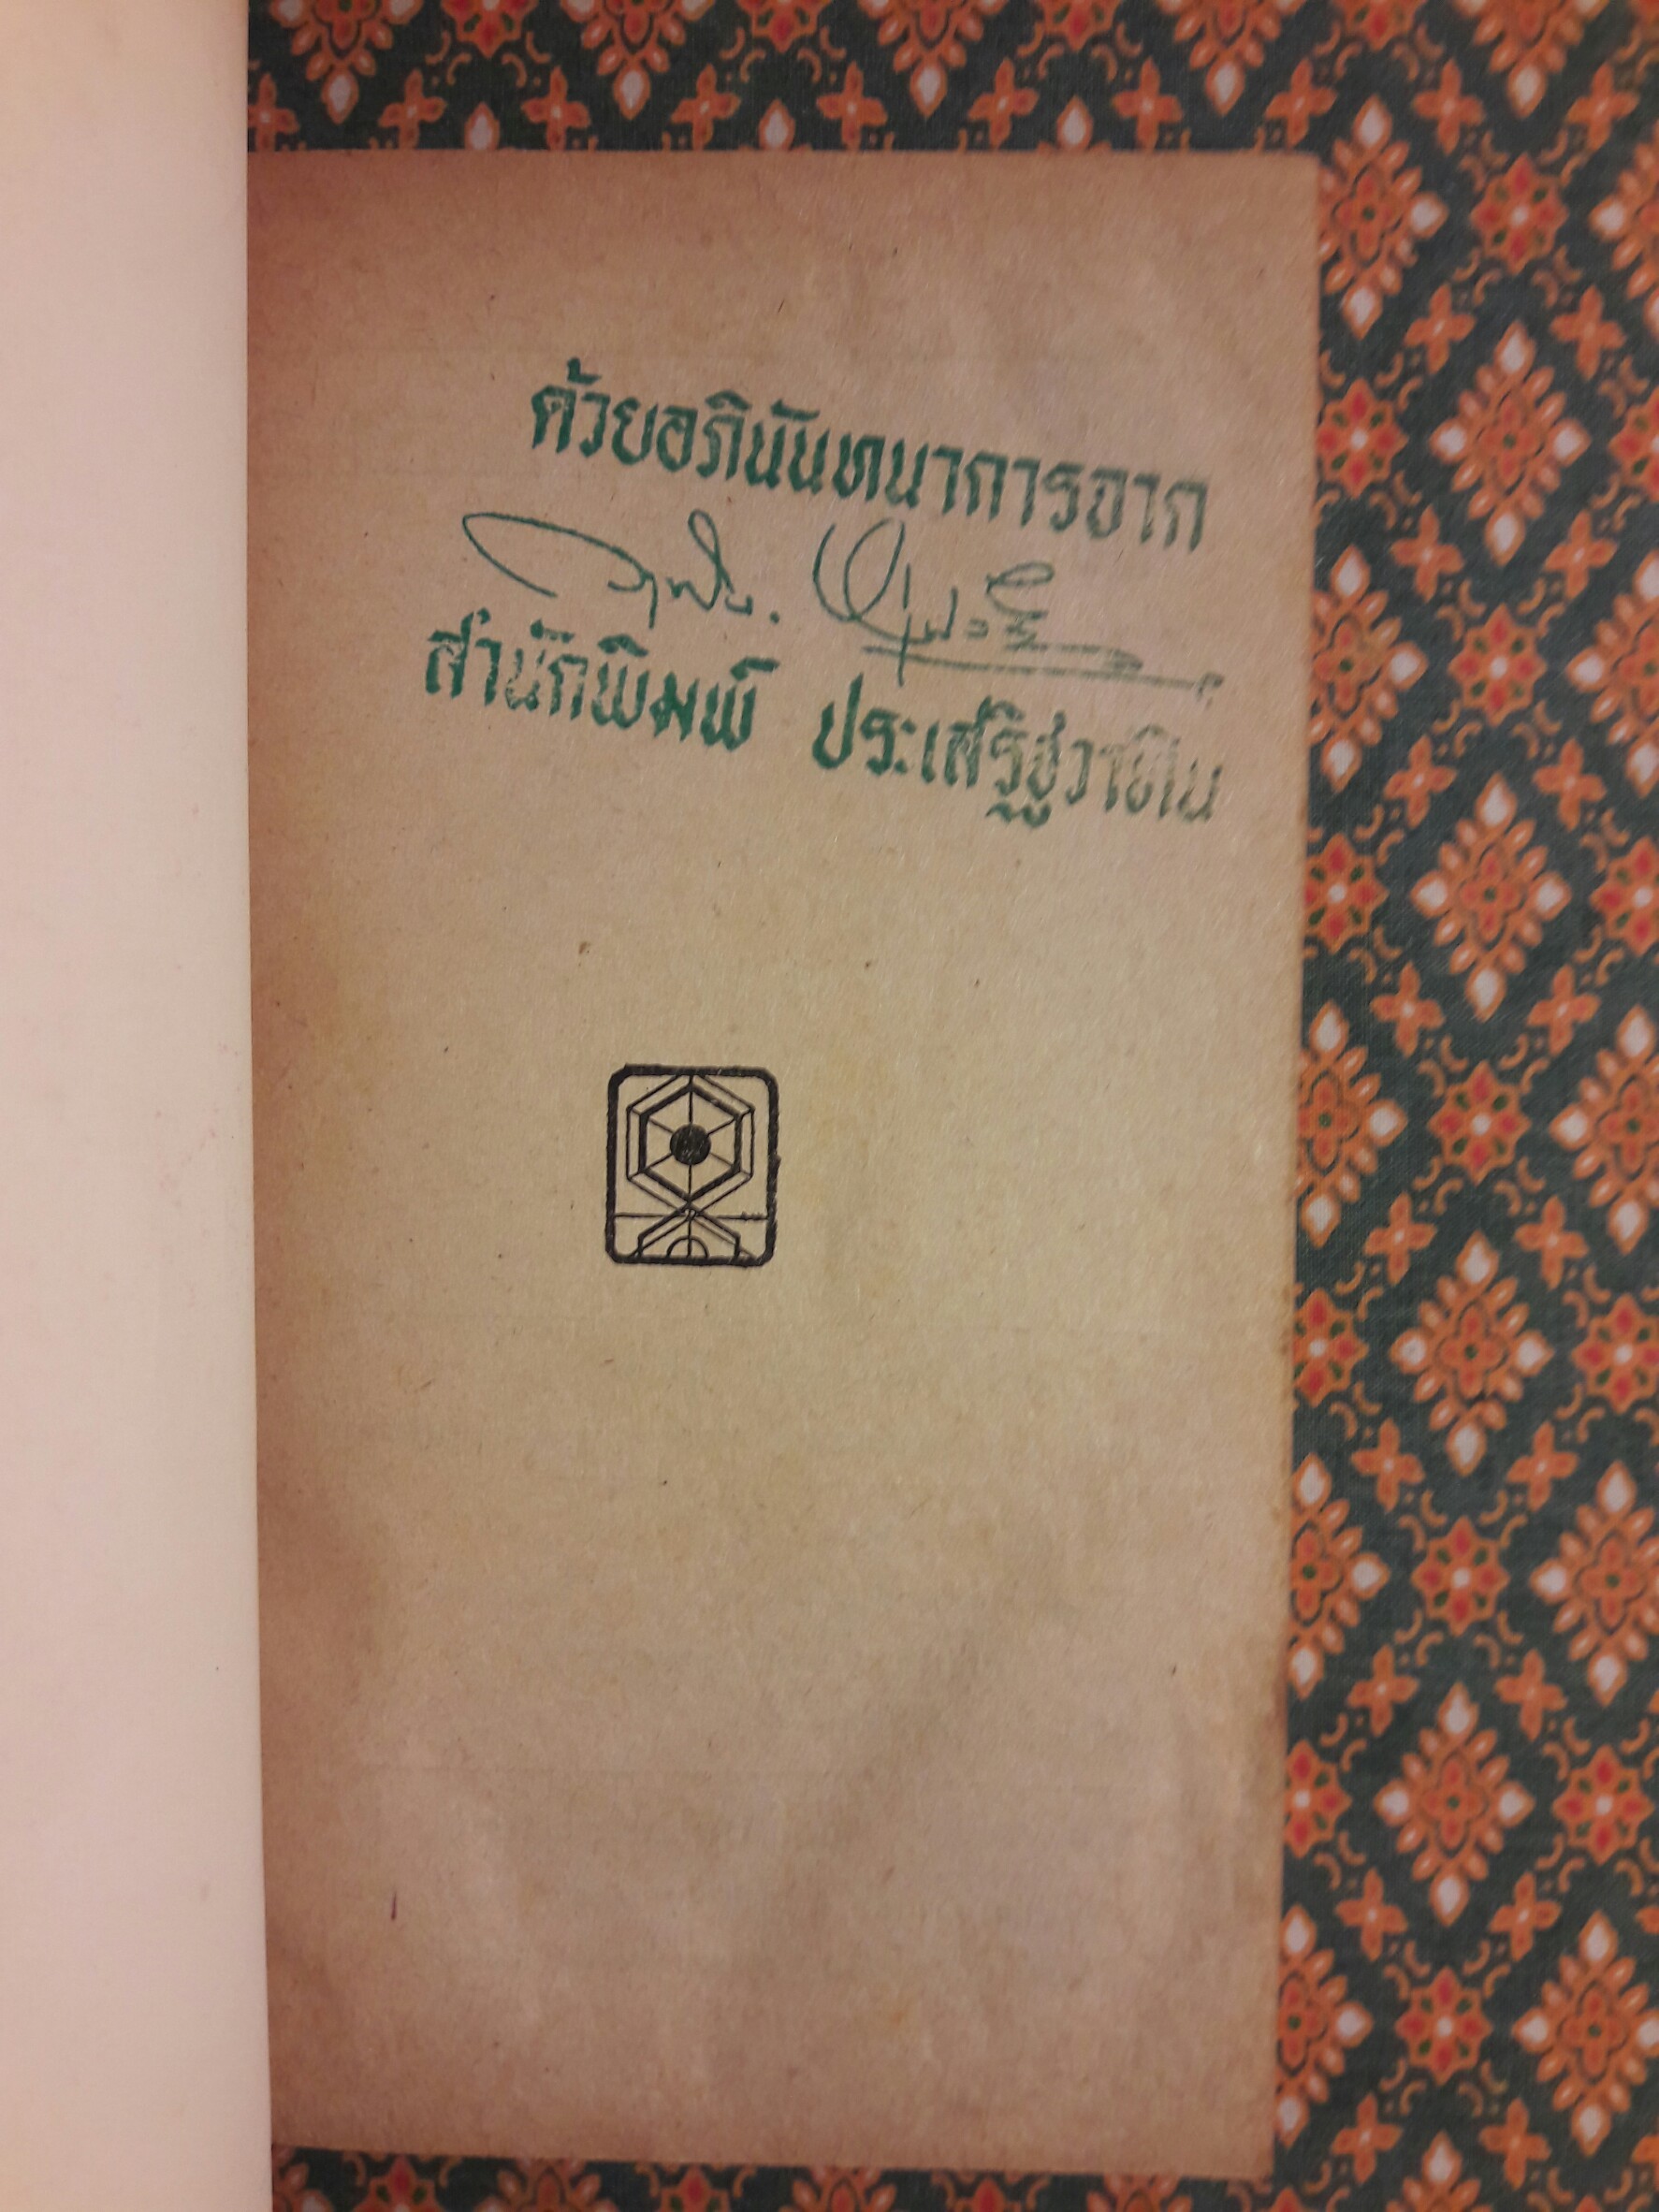 ด้วยอภินันทนาการจาก
สำนักพิมพ์ ประเสริฐวาทิน